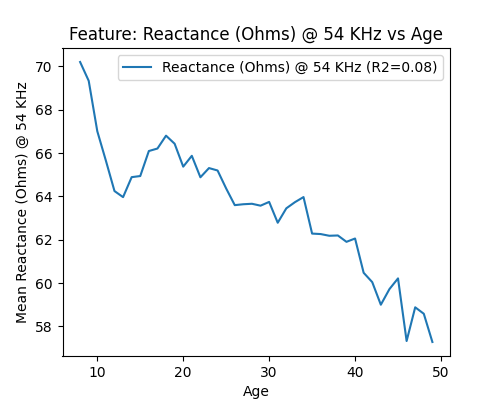 Feature: Reactance (Ohms) @ 54 KHz vs Age
Reactance (Ohms) @ 54 KHz (R2=0.08)
Mean Reactance (Ohms) @ 54 KHz
70
68
66
64
62
60
58
10 20 30 40 50
Age